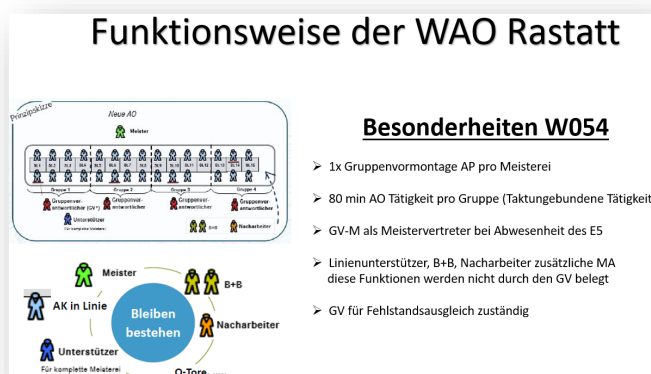 Funktionsweise der WAO Rastatt
Prinzipskizze
Neue AO
Meister
Gruppe 1
Gruppe 2
Gruppe 3
Gruppe 4
Gruppenver-
antwortlicher (GV*)
Gruppenver-
antwortlicher
Gruppenver-
antwortlicher
Gruppenver-
antwortlicher
Unterstützer
Für komplette Meisterei
B+B
Nacharbeiter
Besonderheiten W054
1x Gruppenvormontage AP pro Meisterei
80 min AO Tätigkeit pro Gruppe (Taktungebundene Tätigkeit
GV-M als Meistervertreter bei Abwesenheit des E5
Linienunterstützer, B+B, Nacharbeiter zusätzliche MA
diese Funktionen werden nicht durch den GV belegt
GV für Fehlstandsausgleich zuständig
Meister
B+B
AK in Linie
Bleiben
bestehen
Nacharbeiter
Unterstützer
Für komplette Meisterei
Q-Tore